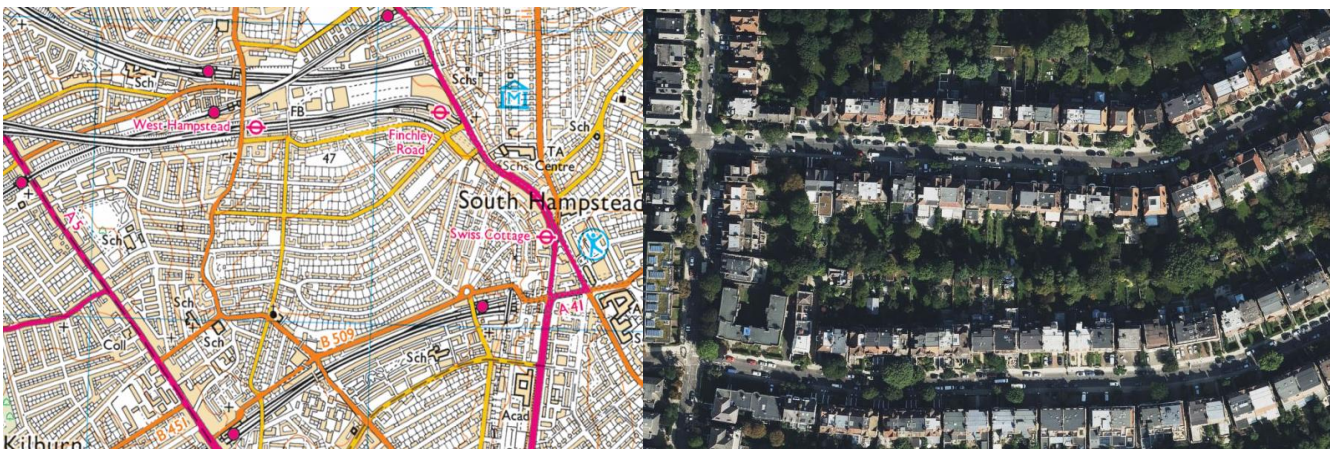 Sch
Schs
M
West Hampstead
FB
Finchley
Road
Sch
47
TA
Schs Centre
South Hampstead
A 5
Sch
Swiss Cottage
Sch
A 41
Coll
Sch
B 509
Sch
Acad
B 451
Kilburn